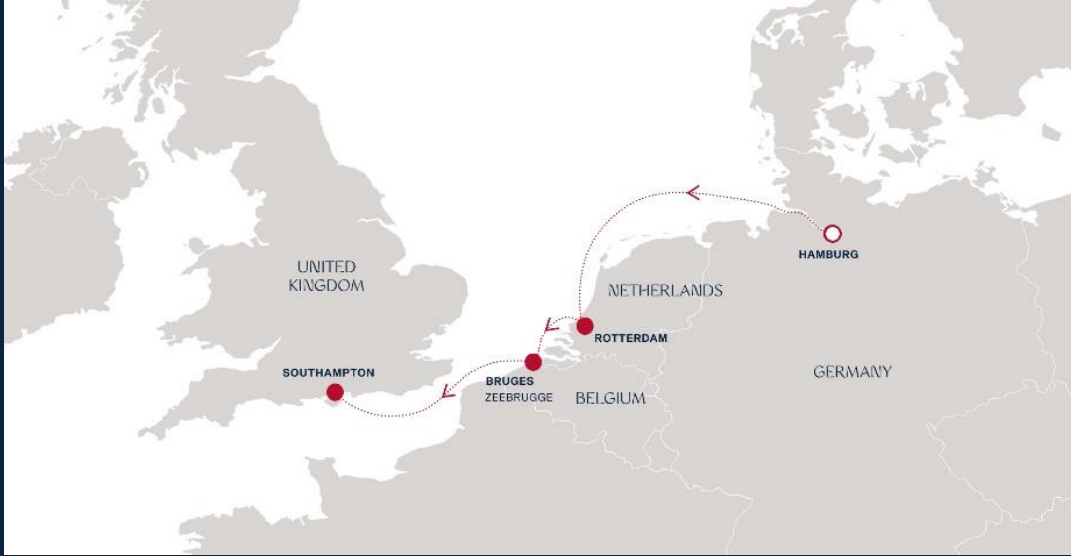 HAMBURG
UNITED
KINGDOM
NETHERLANDS
ROTTERDAM
SOUTHAMPTON
GERMANY
BRUGES
ZEEBRUGGE
BELGIUM